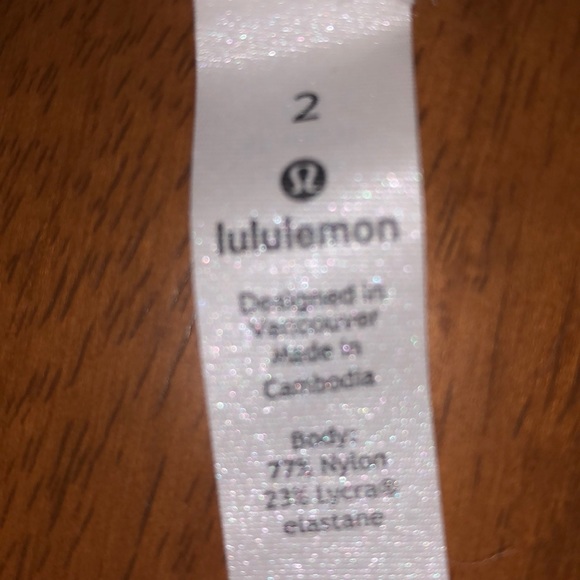 2
lululemon
Designed in
Vancouver
Made in
Cambodia
Body:
77% Nylon
23% Lycra®
elastane